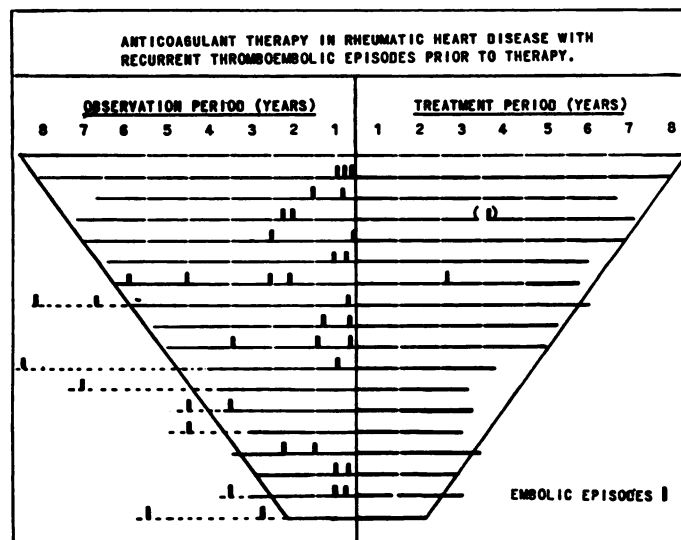 ANTICOAGULANT THERAPY IN RHEUMATIC HEART DISEASE WITH
RECURRENT THROMBOEMBOLIC EPISODES PRIOR TO THERAPY.
OBSERVATION PERIOD (YEARS) TREATMENT PERIOD (YEARS)
8 7 6 5 4 3 2 1 1 2 3 4 5 6 7 8
EMBOLIC EPISODES